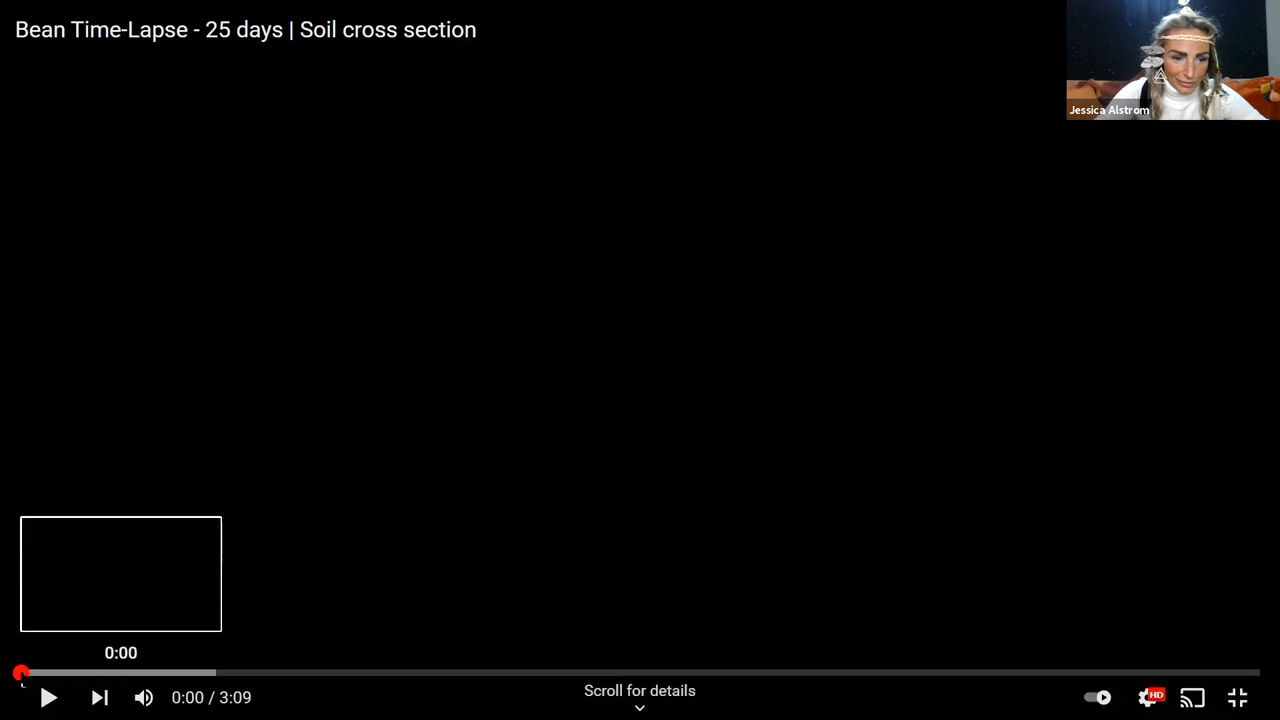 Bean Time-Lapse - 25 days | Soil cross section
Jessica Alstrom
0:00
0:00 / 3:09
Scroll for details
HD